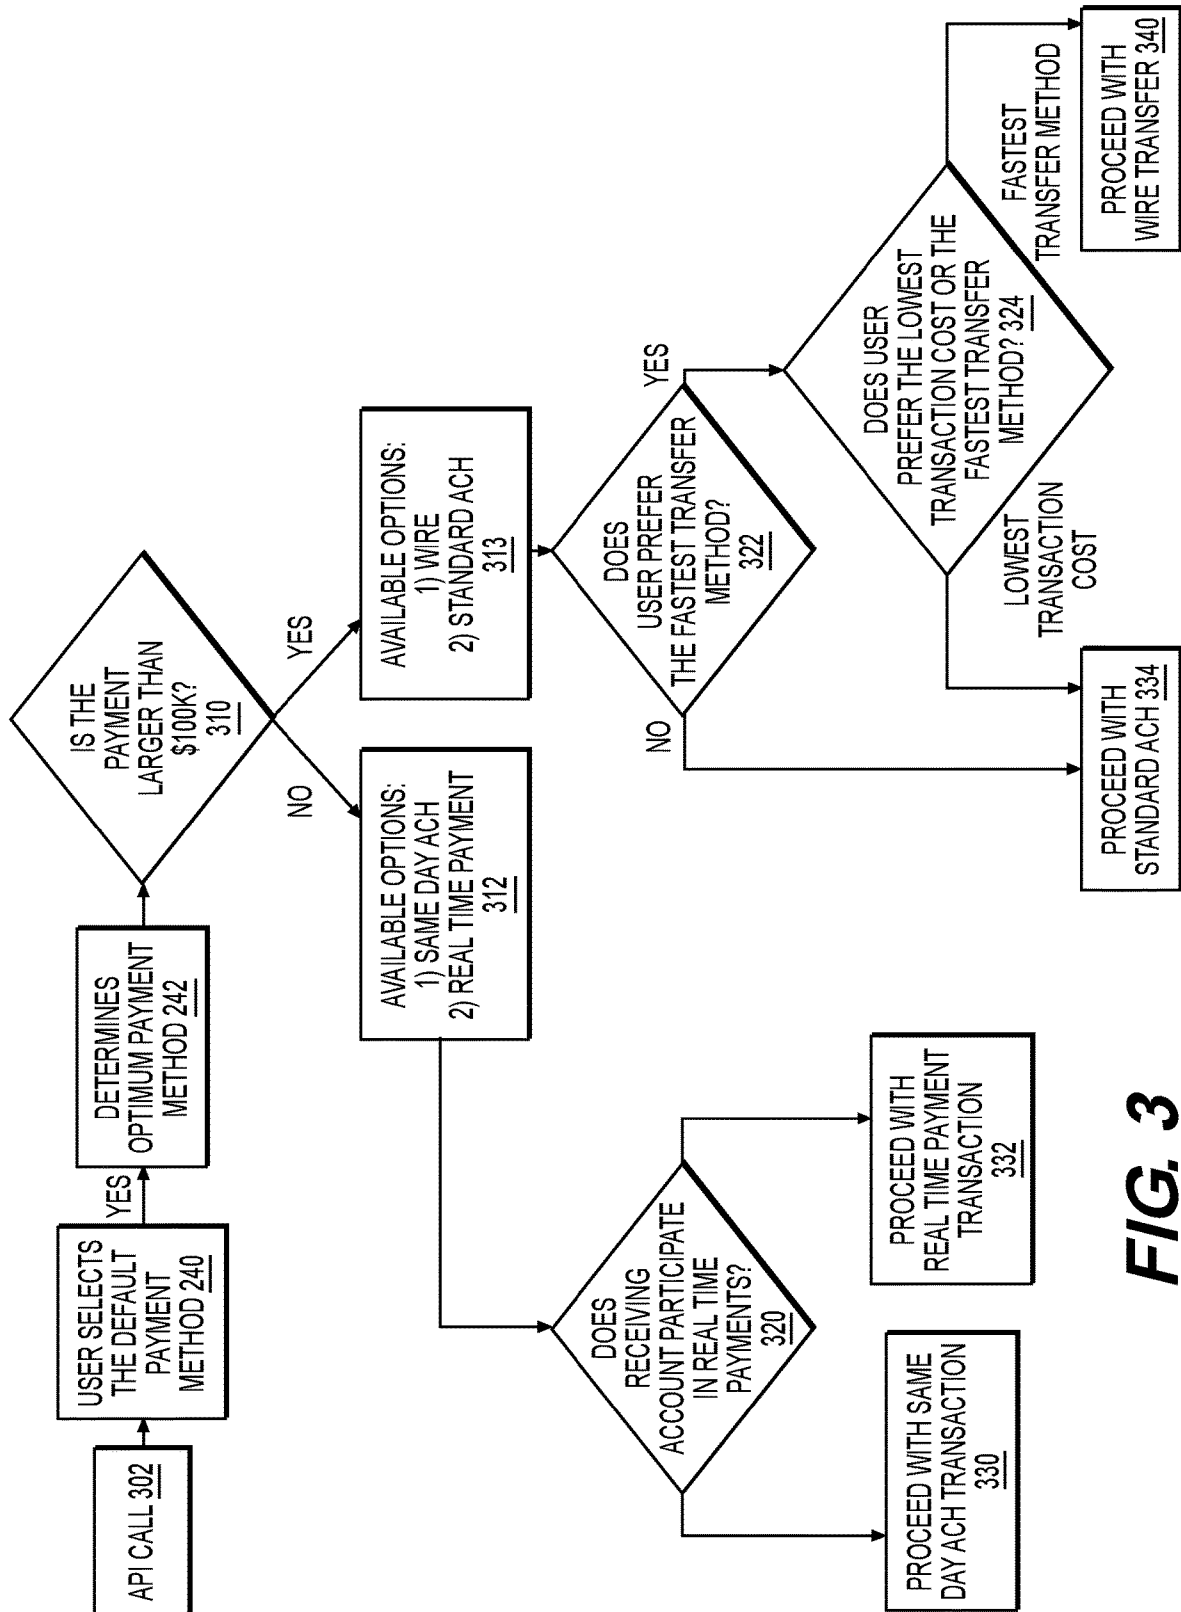 API CALL 302
USER SELECTS
THE DEFAULT
PAYMENT
METHOD 240
YES
DETERMINES
OPTIMUM PAYMENT
METHOD 242
IS THE
PAYMENT
LARGER THAN
$100K?
310
NO
YES
AVAILABLE OPTIONS:
1) SAME DAY ACH
2) REAL TIME PAYMENT
312
AVAILABLE OPTIONS:
1) WIRE
2) STANDARD ACH
313
DOES
RECEIVING
ACCOUNT PARTICIPATE
IN REAL TIME
PAYMENTS?
320
DOES
USER PREFER
THE FASTEST TRANSFER
METHOD?
322
NO
YES
PROCEED WITH SAME
DAY ACH TRANSACTION
330
PROCEED WITH
REAL TIME PAYMENT
TRANSACTION
332
DOES USER
PREFER THE LOWEST
TRANSACTION COST OR THE
FASTEST TRANSFER
METHOD? 324
LOWEST
TRANSACTION
COST
FASTEST
TRANSFER METHOD
PROCEED WITH
STANDARD ACH 334
PROCEED WITH
WIRE TRANSFER 340
FIG. 3